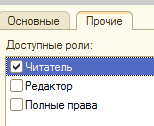 Основные Прочие
Доступные роли:
Читатель
Редактор
Полные права